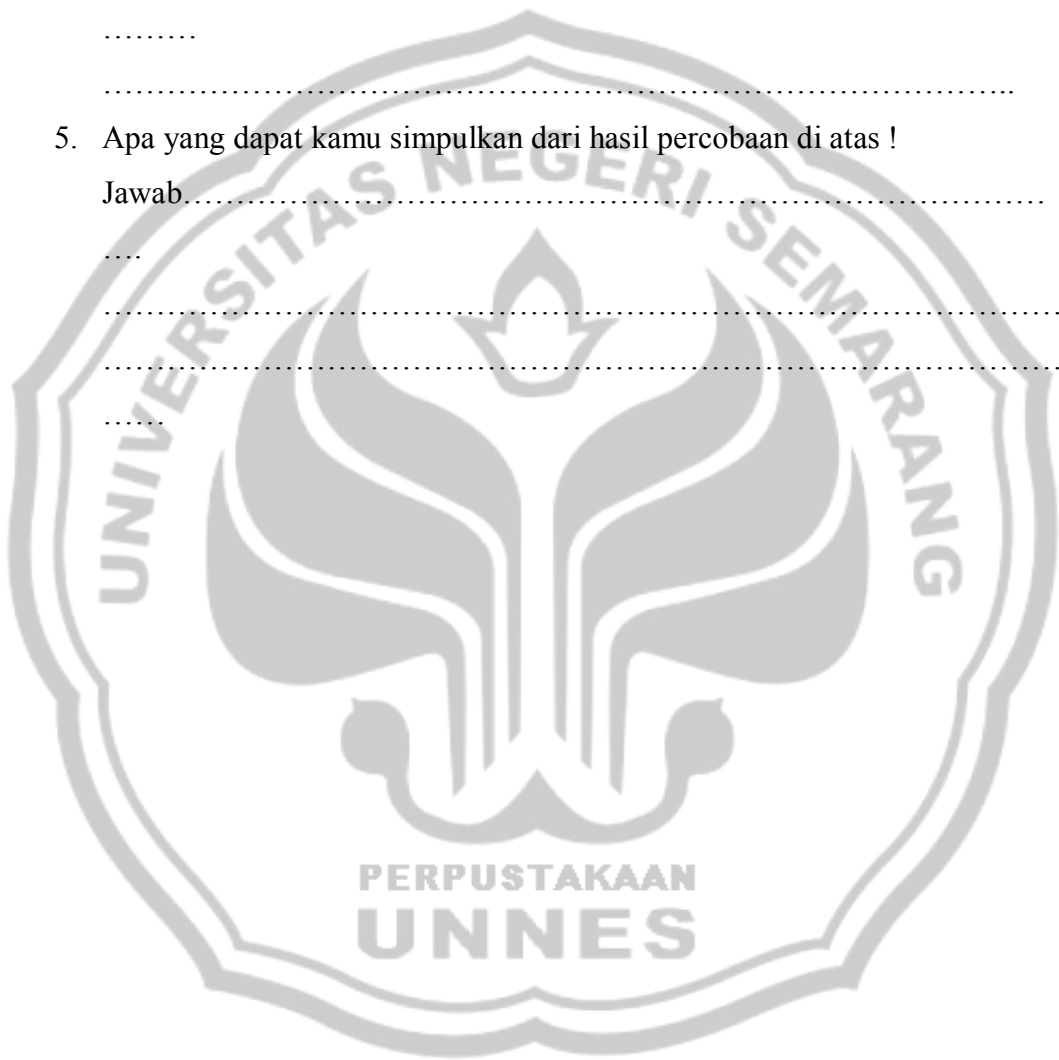 ………
…………………………………………………………………………..
5. Apa yang dapat kamu simpulkan dari hasil percobaan di atas !
Jawab………………………………………………………………………
….
………………………………………………………………………………
………………………………………………………………………………
……
UNIVERSITAS NEGERI SEMARANG
PERPUSTAKAAN
UNNES